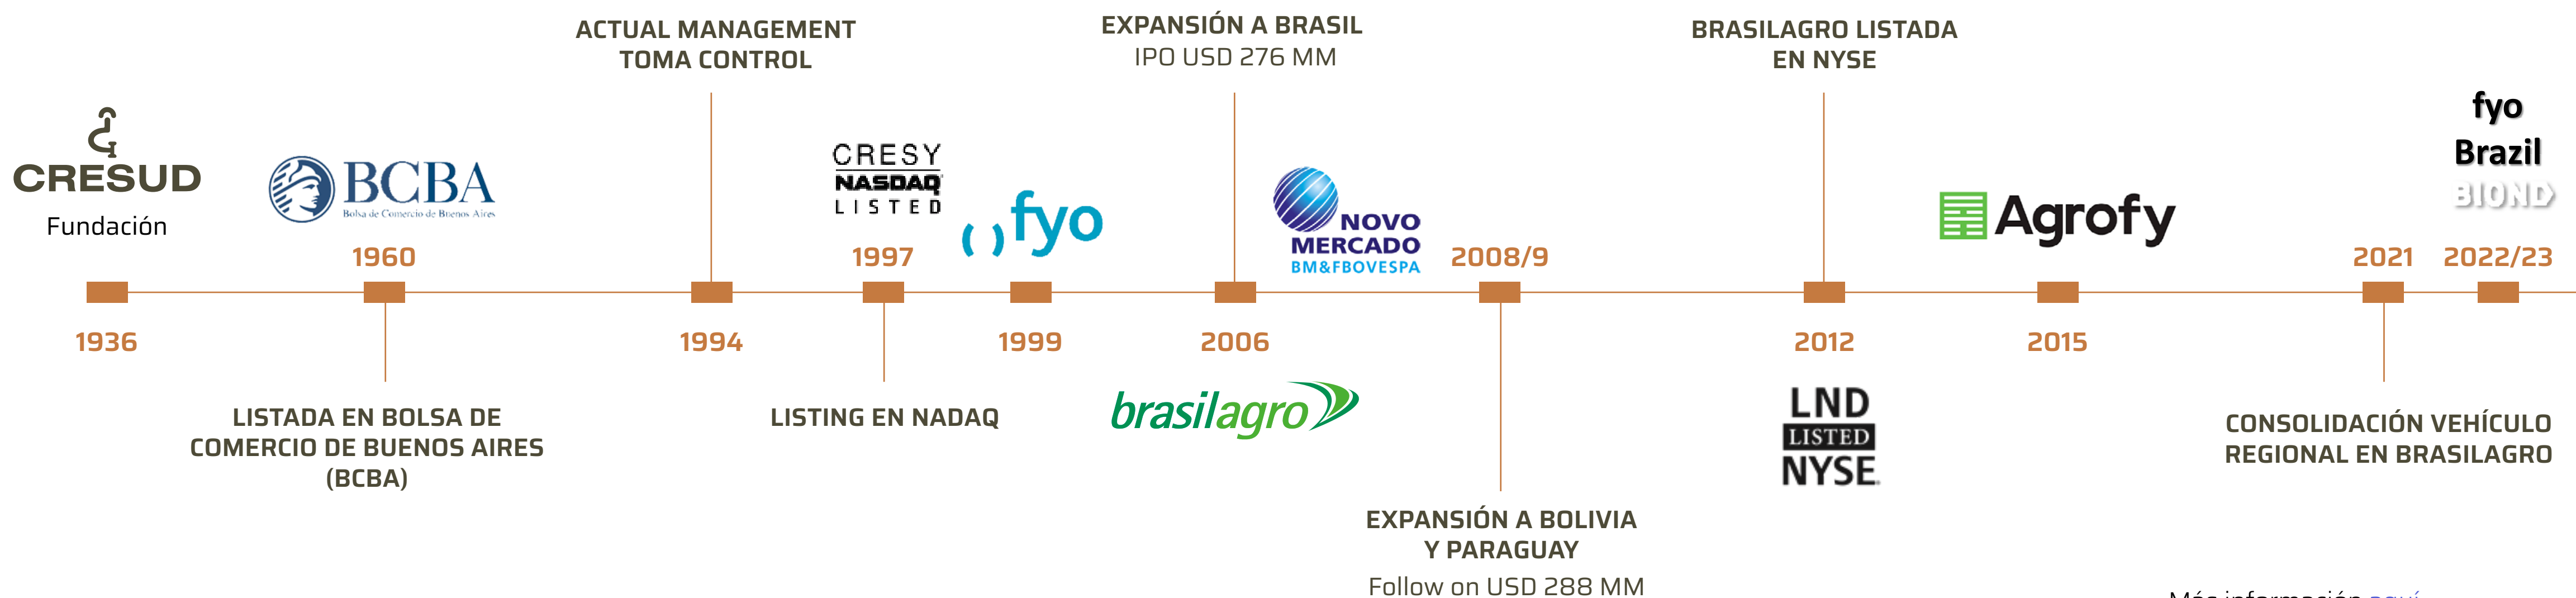 CRESUD
Fundación
1936
BCBA
Bolsa de Comercio de Buenos Aires
1960
LISTADA EN BOLSA DE
COMERCIO DE BUENOS AIRES
(BCBA)
ACTUAL MANAGEMENT
TOMA CONTROL
1994
CRESY
NASDAQ
LISTED
1997
LISTING EN NADAQ
fyo
1999
EXPANSIÓN A BRASIL
IPO USD 276 MM
NOVO
MERCADO
BM&FBOVESPA
2006
brasilagro
2008/9
EXPANSIÓN A BOLIVIA
Y PARAGUAY
Follow on USD 288 MM
BRASILAGRO LISTADA
EN NYSE
2012
LND
LISTED
NYSE
Agrofy
2015
2021
CONSOLIDACIÓN VEHÍCULO
REGIONAL EN BRASILAGRO
fyo
Brazil
BIOND
2022/23
Más información aquí